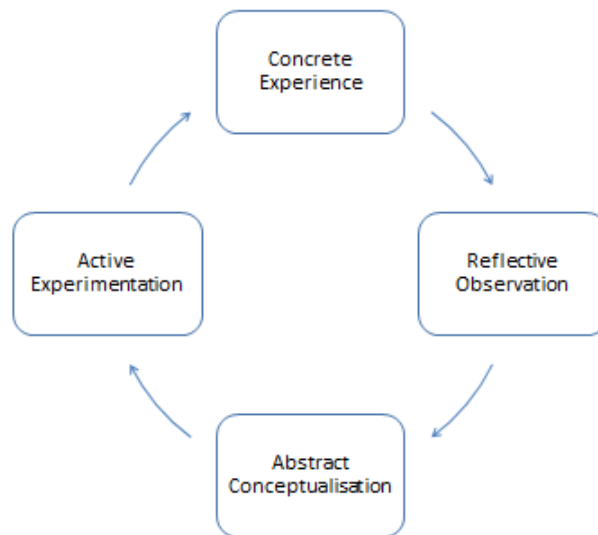 Concrete
Experience
Reflective
Observation
Abstract
Conceptualisation
Active
Experimentation